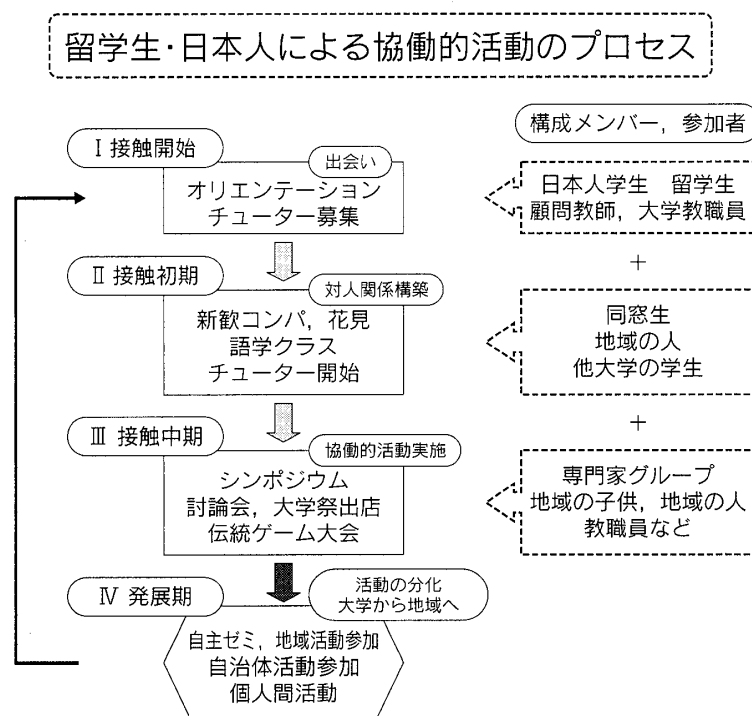 留学生・日本人による協働的活動のプロセス
構成メンバー，参加者
Ⅰ 接触開始
出会い
オリエンテーション
チューター募集
日本人学生　留学生
顧問教師，大学教職員
＋
Ⅱ 接触初期
対人関係構築
新歓コンパ，花見
語学クラス
チューター開始
同窓生
地域の人
他大学の学生
＋
Ⅲ 接触中期
協働的活動実施
シンポジウム
討論会，大学祭出店
伝統ゲーム大会
専門家グループ
地域の子供，地域の人
教職員など
Ⅳ 発展期
活動の分化
大学から地域へ
自主ゼミ，地域活動参加
自治体活動参加
個人間活動